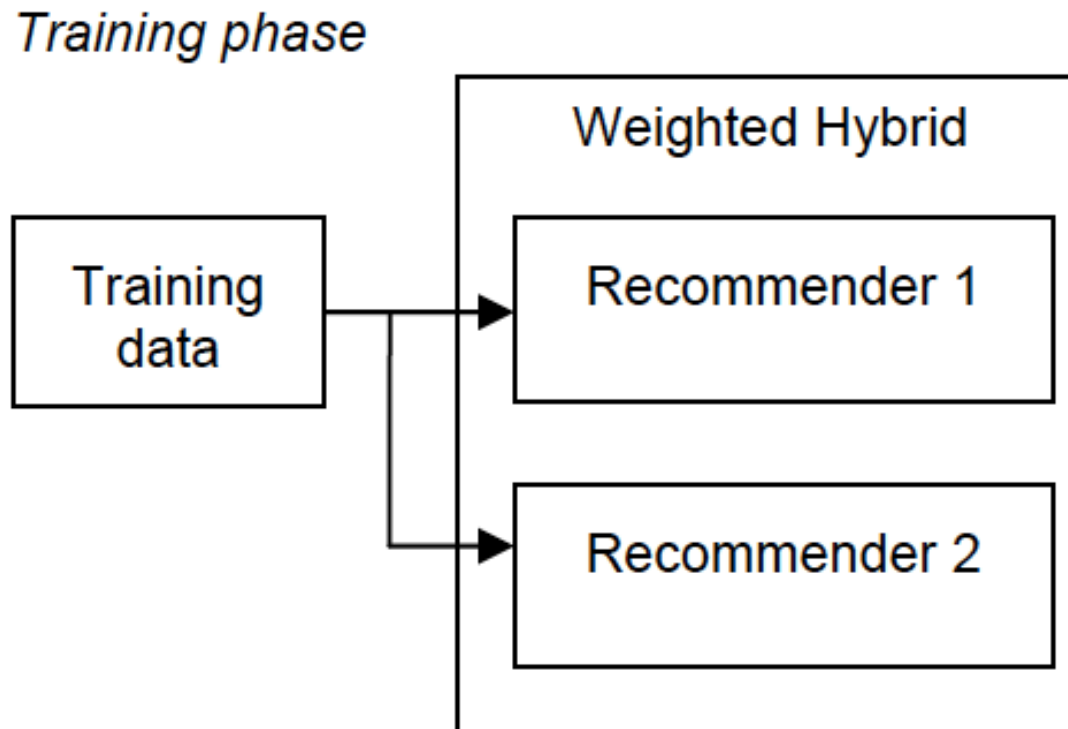 Training phase
Weighted Hybrid
Training
data
Recommender 1
Recommender 2